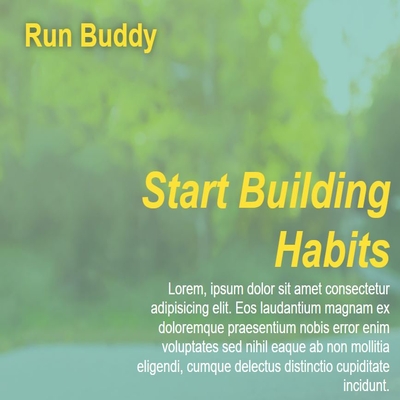 Run Buddy
Start Building
Habits
Lorem, ipsum dolor sit amet consectetur
adipisicing elit. Eos laudantium magnam ex
doloremque praesentium nobis error enim
voluptates sed nihil eaque ab non mollitia
eligendi, cumque delectus distinctio cupiditate
incidunt.